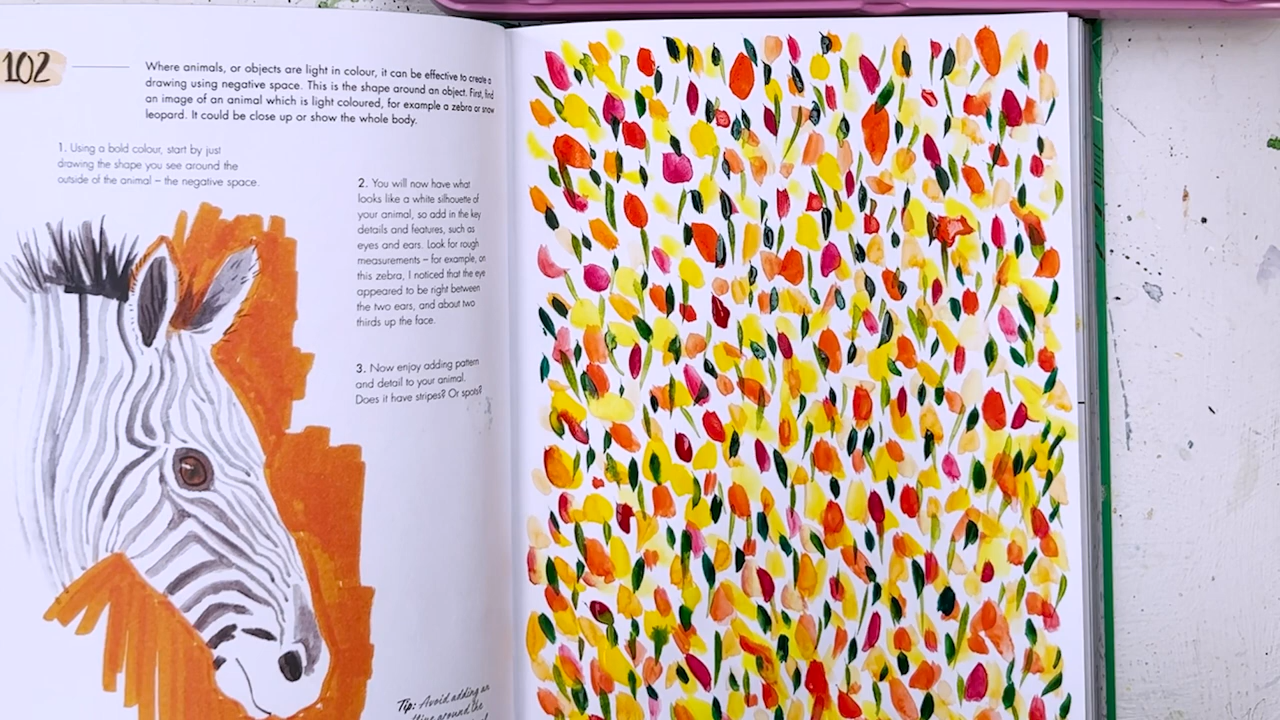 102
Where animals, or objects are light in colour, it can be effective to create a
drawing using negative space. This is the shape around an object. First, find
an image of an animal which is light coloured, for example a zebra or snow
leopard. It could be close up or show the whole body.
1. Using a bold colour, start by just
drawing the shape you see around the
outside of the animal – the negative space.
2. You will now have what
looks like a white silhouette of
your animal, so add in the key
details and features, such as
eyes and ears. Look for rough
measurements – for example, on
this zebra, I noticed that the eye
appeared to be right between
the two ears, and about two
thirds up the face.
3. Now enjoy adding pattern
and detail to your animal.
Does it have stripes? Or spots?
Tip: Avoid adding an
around the